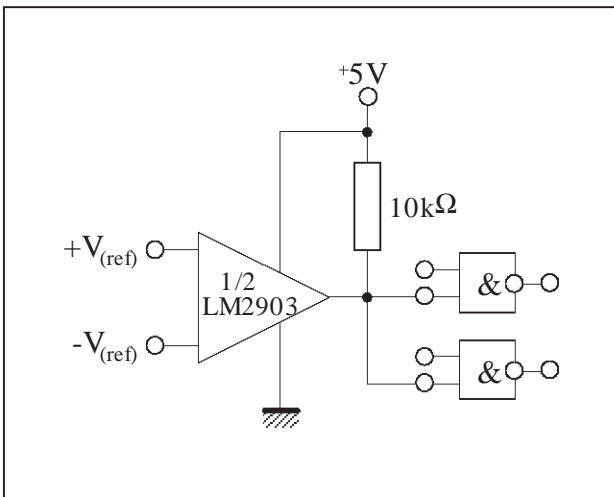 +5V
10kΩ
+V(ref)
1/2
LM2903
-V(ref)
&
&